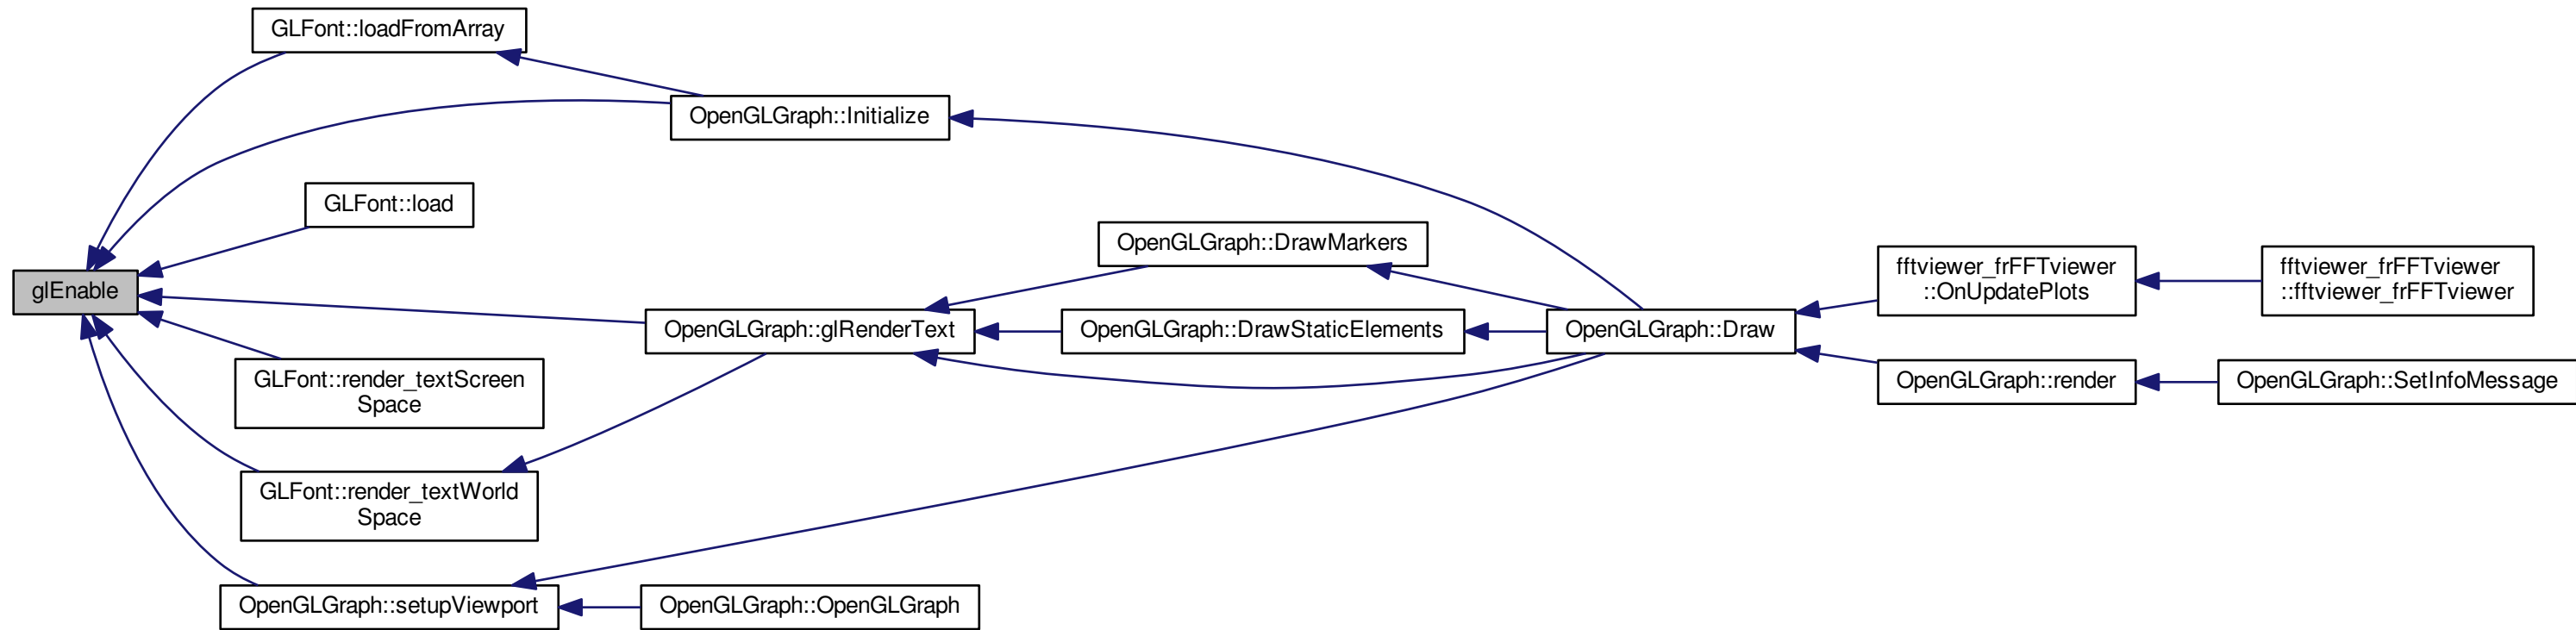 GLFont::loadFromArray
OpenGLGraph::Initialize
GLFont::load
OpenGLGraph::DrawMarkers
fftviewer_frFFTviewer
::OnUpdatePlots
fftviewer_frFFTviewer
::fftviewer_frFFTviewer
glEnable
OpenGLGraph::glRenderText
OpenGLGraph::DrawStaticElements
OpenGLGraph::Draw
GLFont::render_textScreen
Space
OpenGLGraph::render
OpenGLGraph::SetInfoMessage
GLFont::render_textWorld
Space
OpenGLGraph::setupViewport
OpenGLGraph::OpenGLGraph